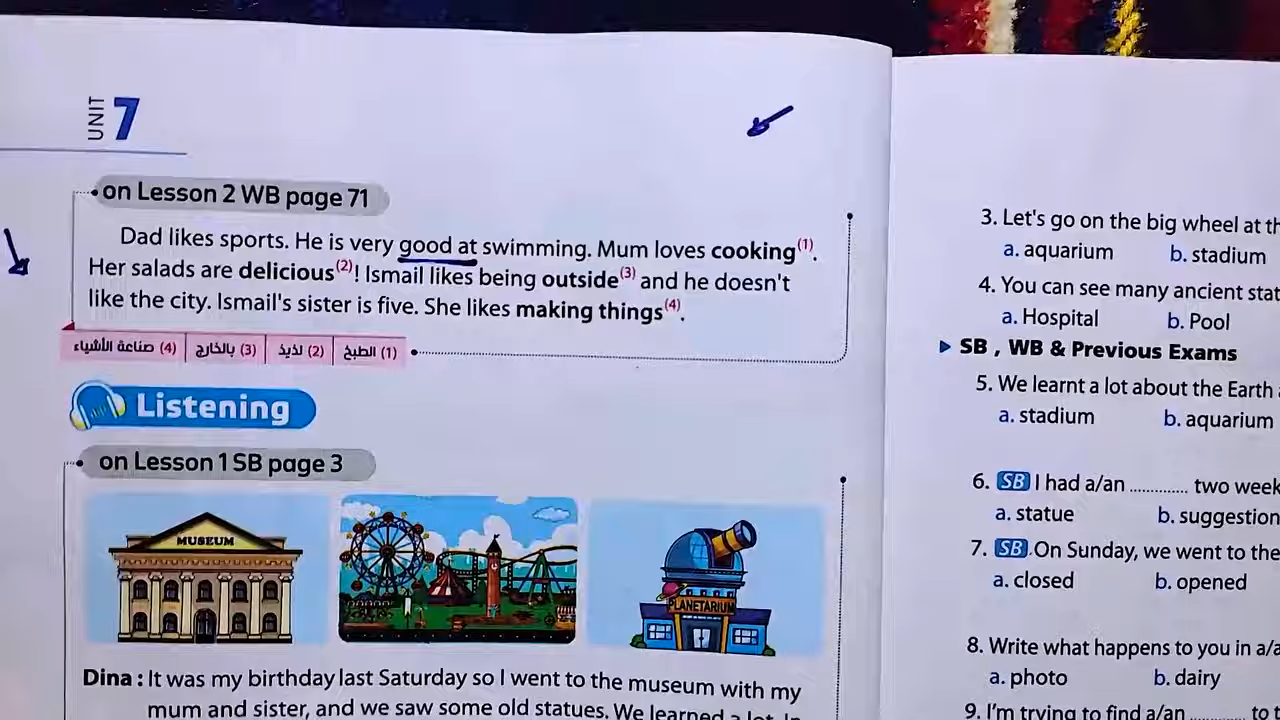 UNIT 7
on Lesson 2 WB page 71
Dad likes sports. He is very good at swimming. Mum loves cooking(1).
Her salads are delicious(2)! Ismail likes being outside(3) and he doesn't
like the city. Ismail's sister is five. She likes making things(4).
(1) الطبخ (2) لذيذ (3) بالخارج (4) صناعة الأشياء
Listening
on Lesson 1 SB page 3
MUSEUM
PLANETARIUM
Dina : It was my birthday last Saturday so I went to the museum with my
mum and sister, and we saw some old statues. We learned a lot. In
3. Let's go on the big wheel at th
a. aquarium b. stadium
4. You can see many ancient stat
a. Hospital b. Pool
SB , WB & Previous Exams
5. We learnt a lot about the Earth
a. stadium b. aquarium
6. SB I had a/an ............ two week
a. statue b. suggestion
7. SB .On Sunday, we went to the
a. closed b. opened
8. Write what happens to you in a/a
a. photo b. dairy
9. I'm trying to find a/an ............ to t